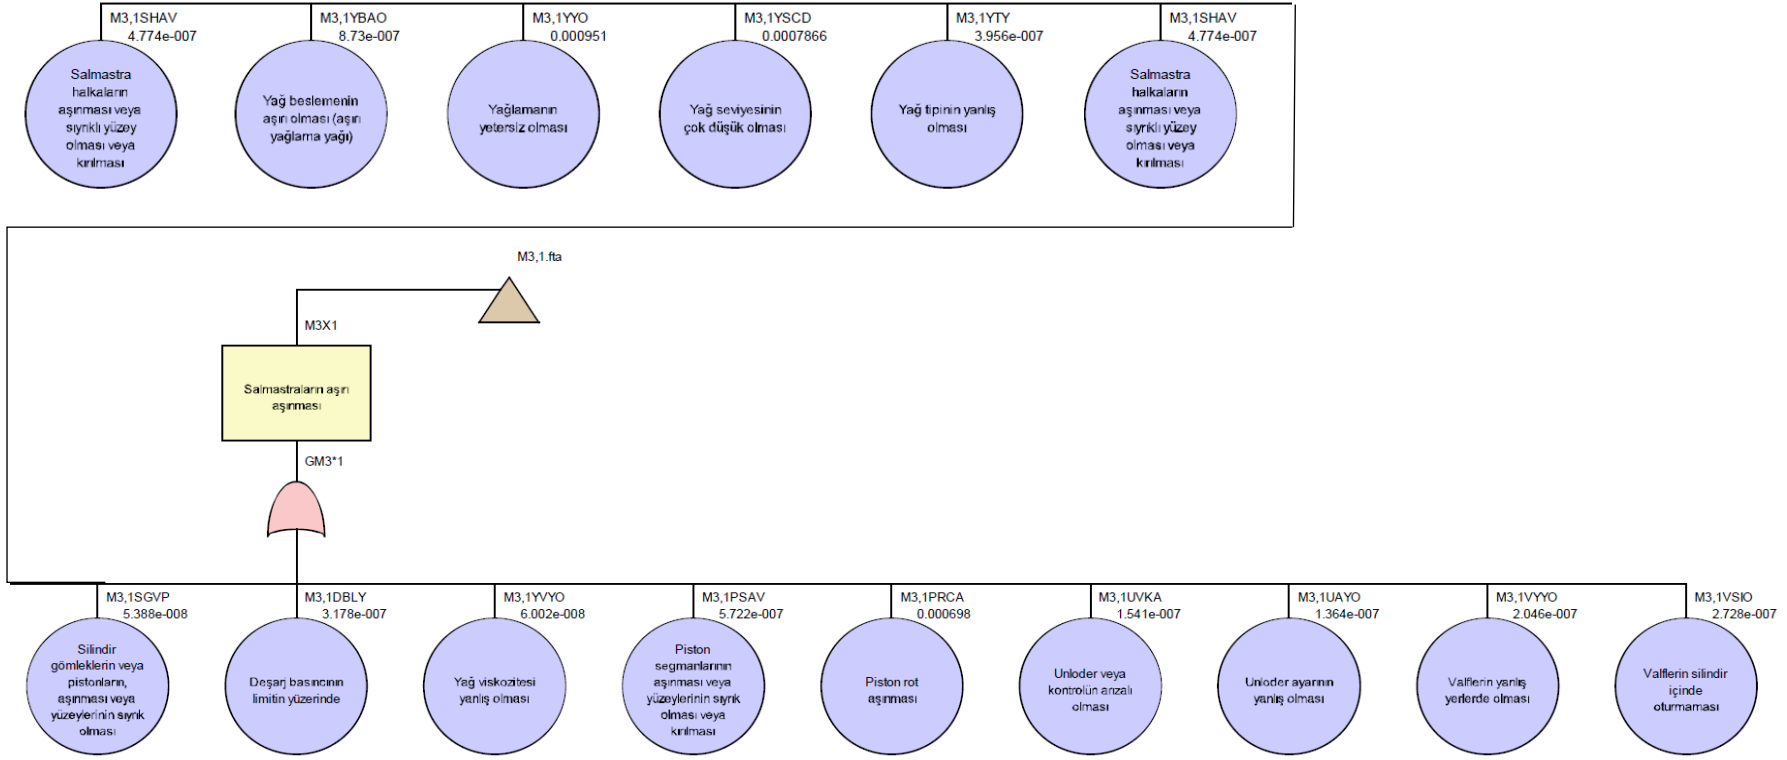 M3,1SHAV
4.774e-007
Salmastra
halkaların
aşınması veya
sıyrıklı yüzey
olması veya
kırılması
M3,1YBAO
8.73e-007
Yağ beslemenin
aşırı olması (aşırı
yağlama yağı)
M3,1YYO
0.000951
Yağlamanın
yetersiz olması
M3,1YSCD
0.0007866
Yağ seviyesinin
çok düşük olması
M3,1YTY
3.956e-007
Yağ tipinin yanlış
olması
M3,1SHAV
4.774e-007
Salmastra
halkaların
aşınması veya
sıyrıklı yüzey
olması veya
kırılması
M3,1.fta
M3X1
Salmastraların aşırı
aşınması
GM3*1
M3,1SGVP
5.388e-008
Silindir
gömleklerin veya
pistonların,
aşınması veya
yüzeylerinin sıyrık
olması
M3,1DBLY
3.178e-007
Deşarj basıncının
limitin yüzerinde
M3,1YVYO
6.002e-008
Yağ viskozitesi
yanlış olması
M3,1PSAV
5.722e-007
Piston
segmanlarının
aşınması veya
yüzeylerinin sıyrık
olması veya
kırılması
M3,1PRCA
0.000698
Piston rot
aşınması
M3,1UVKA
1.541e-007
Unloder veya
kontrolün arızalı
olması
M3,1UAYO
1.364e-007
Unloder ayarının
yanlış olması
M3,1VYYO
2.046e-007
Valflerin yanlış
yerlerde olması
M3,1VSIO
2.728e-007
Valflerin silindir
içinde
oturmaması